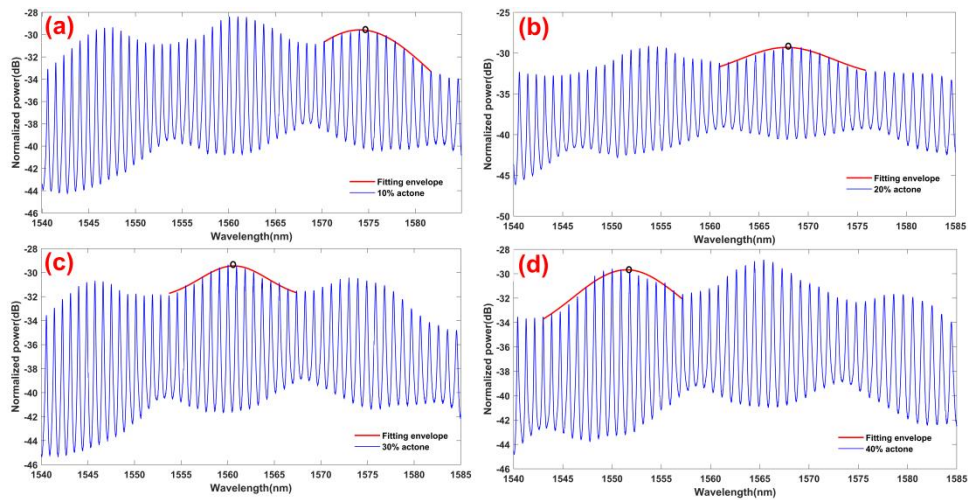 (a)
Normalized power(dB)
-28
-30
-32
-34
-36
-38
-40
-42
-44
-46
Fitting envelope
10% actone
1540 1545 1550 1555 1560 1565 1570 1575 1580
Wavelength(nm)
(b)
Normalized power(dB)
-25
-30
-35
-40
-45
-50
Fitting envelope
20% actone
1540 1545 1550 1555 1560 1565 1570 1575 1580 1585
Wavelength(nm)
(c)
Normalized power(dB)
-28
-30
-32
-34
-36
-38
-40
-42
-44
-46
Fitting envelope
30% actone
1540 1545 1550 1555 1560 1565 1570 1575 1580 1585
Wavelength(nm)
(d)
Normalized power(dB)
-28
-30
-32
-34
-36
-38
-40
-42
-44
-46
Fitting envelope
40% actone
1540 1545 1550 1555 1560 1565 1570 1575 1580 1585
Wavelength(nm)